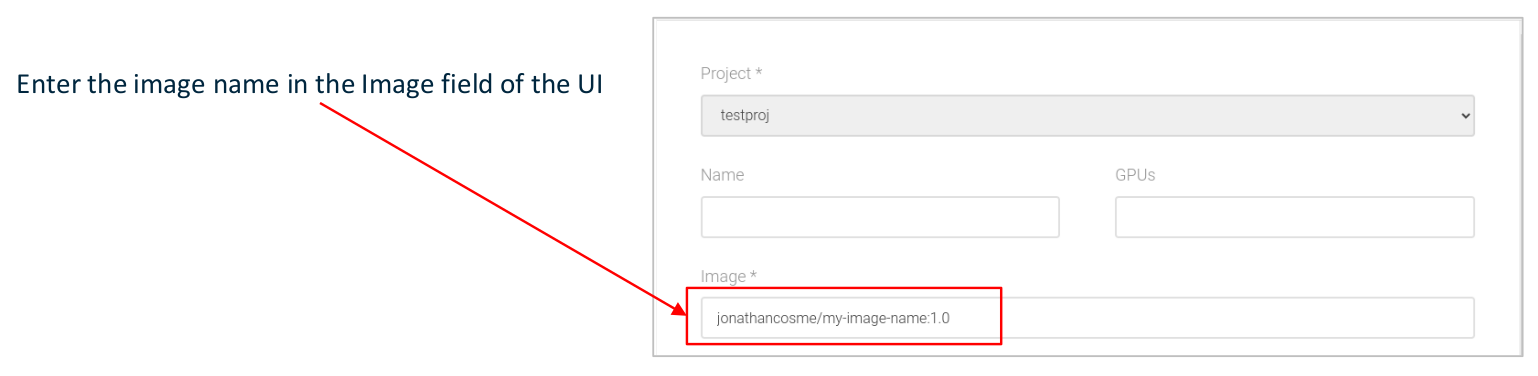 Enter the image name in the Image field of the UI
Project *
testproj
Name
GPUs
Image *
jonathancosme/my-image-name:1.0